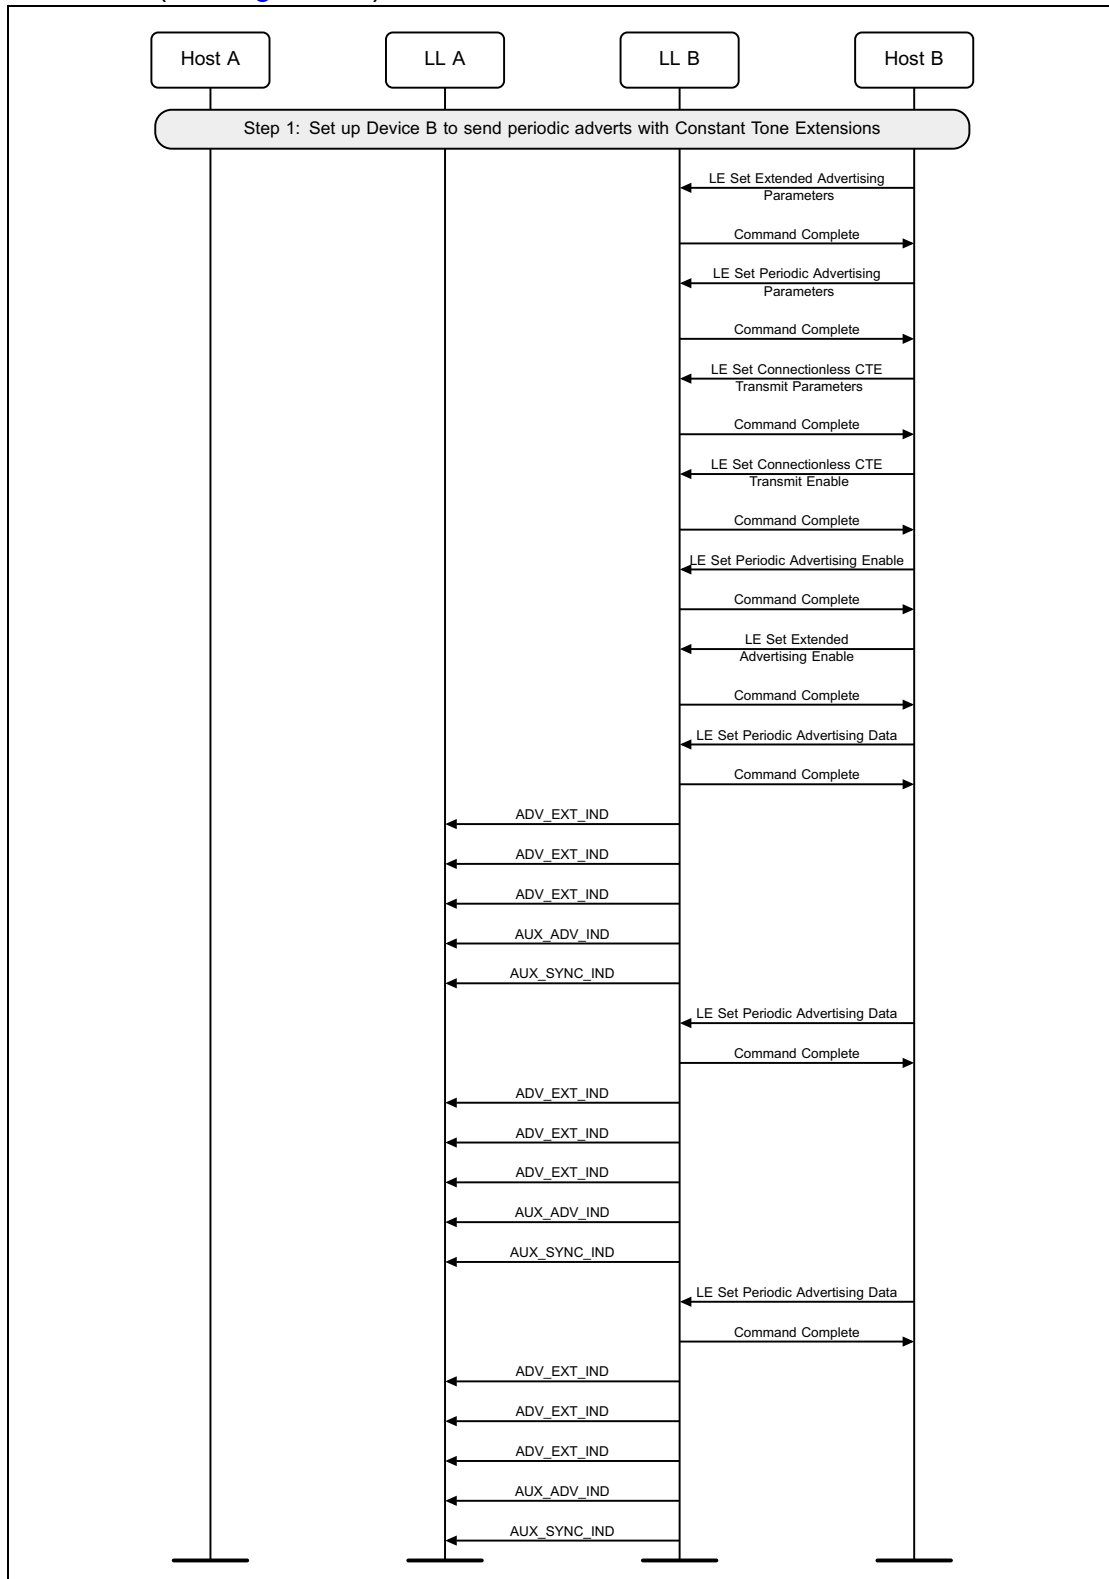 Host A
LL A
LL B
Host B
Step 1: Set up Device B to send periodic adverts with Constant Tone Extensions
LE Set Extended Advertising
Parameters
Command Complete
LE Set Periodic Advertising
Parameters
Command Complete
LE Set Connectionless CTE
Transmit Parameters
Command Complete
LE Set Connectionless CTE
Transmit Enable
Command Complete
LE Set Periodic Advertising Enable
Command Complete
LE Set Extended
Advertising Enable
Command Complete
LE Set Periodic Advertising Data
Command Complete
ADV_EXT_IND
ADV_EXT_IND
ADV_EXT_IND
AUX_ADV_IND
AUX_SYNC_IND
LE Set Periodic Advertising Data
Command Complete
ADV_EXT_IND
ADV_EXT_IND
ADV_EXT_IND
AUX_ADV_IND
AUX_SYNC_IND
LE Set Periodic Advertising Data
Command Complete
ADV_EXT_IND
ADV_EXT_IND
ADV_EXT_IND
AUX_ADV_IND
AUX_SYNC_IND